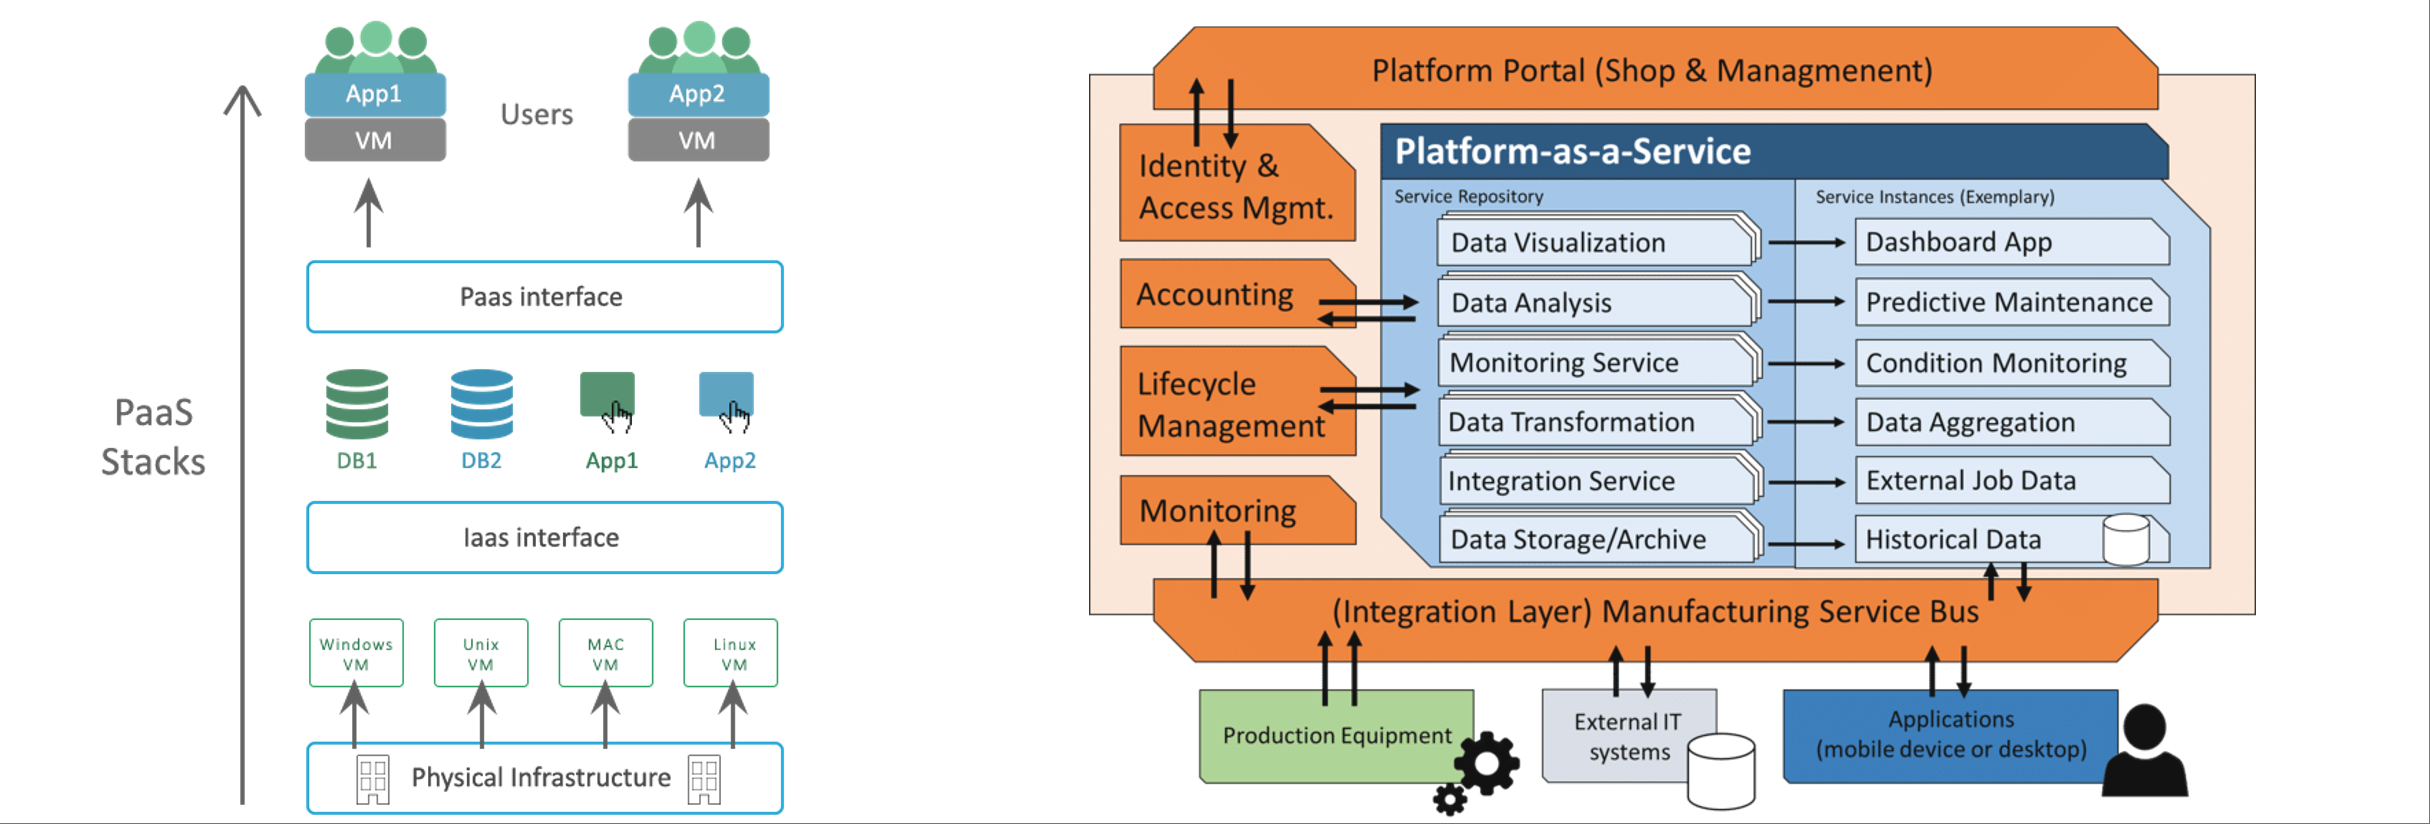 App1
VM
Users
App2
VM
Paas interface
PaaS
Stacks
DB1
DB2
App1
App2
Iaas interface
Windows
VM
Unix
VM
MAC
VM
Linux
VM
Physical Infrastructure
Platform Portal (Shop & Managmenent)
Identity &
Access Mgmt.
Accounting
Lifecycle
Management
Monitoring
Platform-as-a-Service
Service Repository
Data Visualization
Data Analysis
Monitoring Service
Data Transformation
Integration Service
Data Storage/Archive
Service Instances (Exemplary)
Dashboard App
Predictive Maintenance
Condition Monitoring
Data Aggregation
External Job Data
Historical Data
(Integration Layer) Manufacturing Service Bus
Production Equipment
External IT
systems
Applications
(mobile device or desktop)